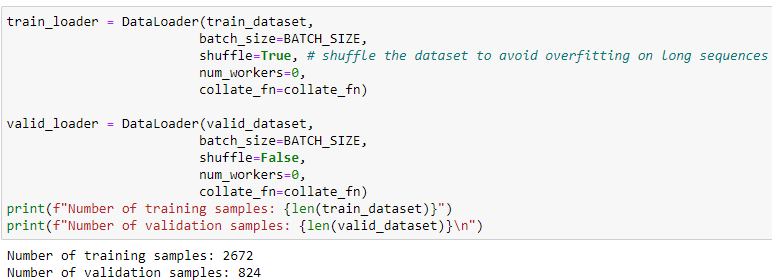 train_loader = DataLoader(train_dataset,
                          batch_size=BATCH_SIZE,
                          shuffle=True, # shuffle the dataset to avoid overfitting on long sequences
                          num_workers=0,
                          collate_fn=collate_fn)

valid_loader = DataLoader(valid_dataset,
                          batch_size=BATCH_SIZE,
                          shuffle=False,
                          num_workers=0,
                          collate_fn=collate_fn)
print(f"Number of training samples: {len(train_dataset)}")
print(f"Number of validation samples: {len(valid_dataset)}\n")
Number of training samples: 2672
Number of validation samples: 824